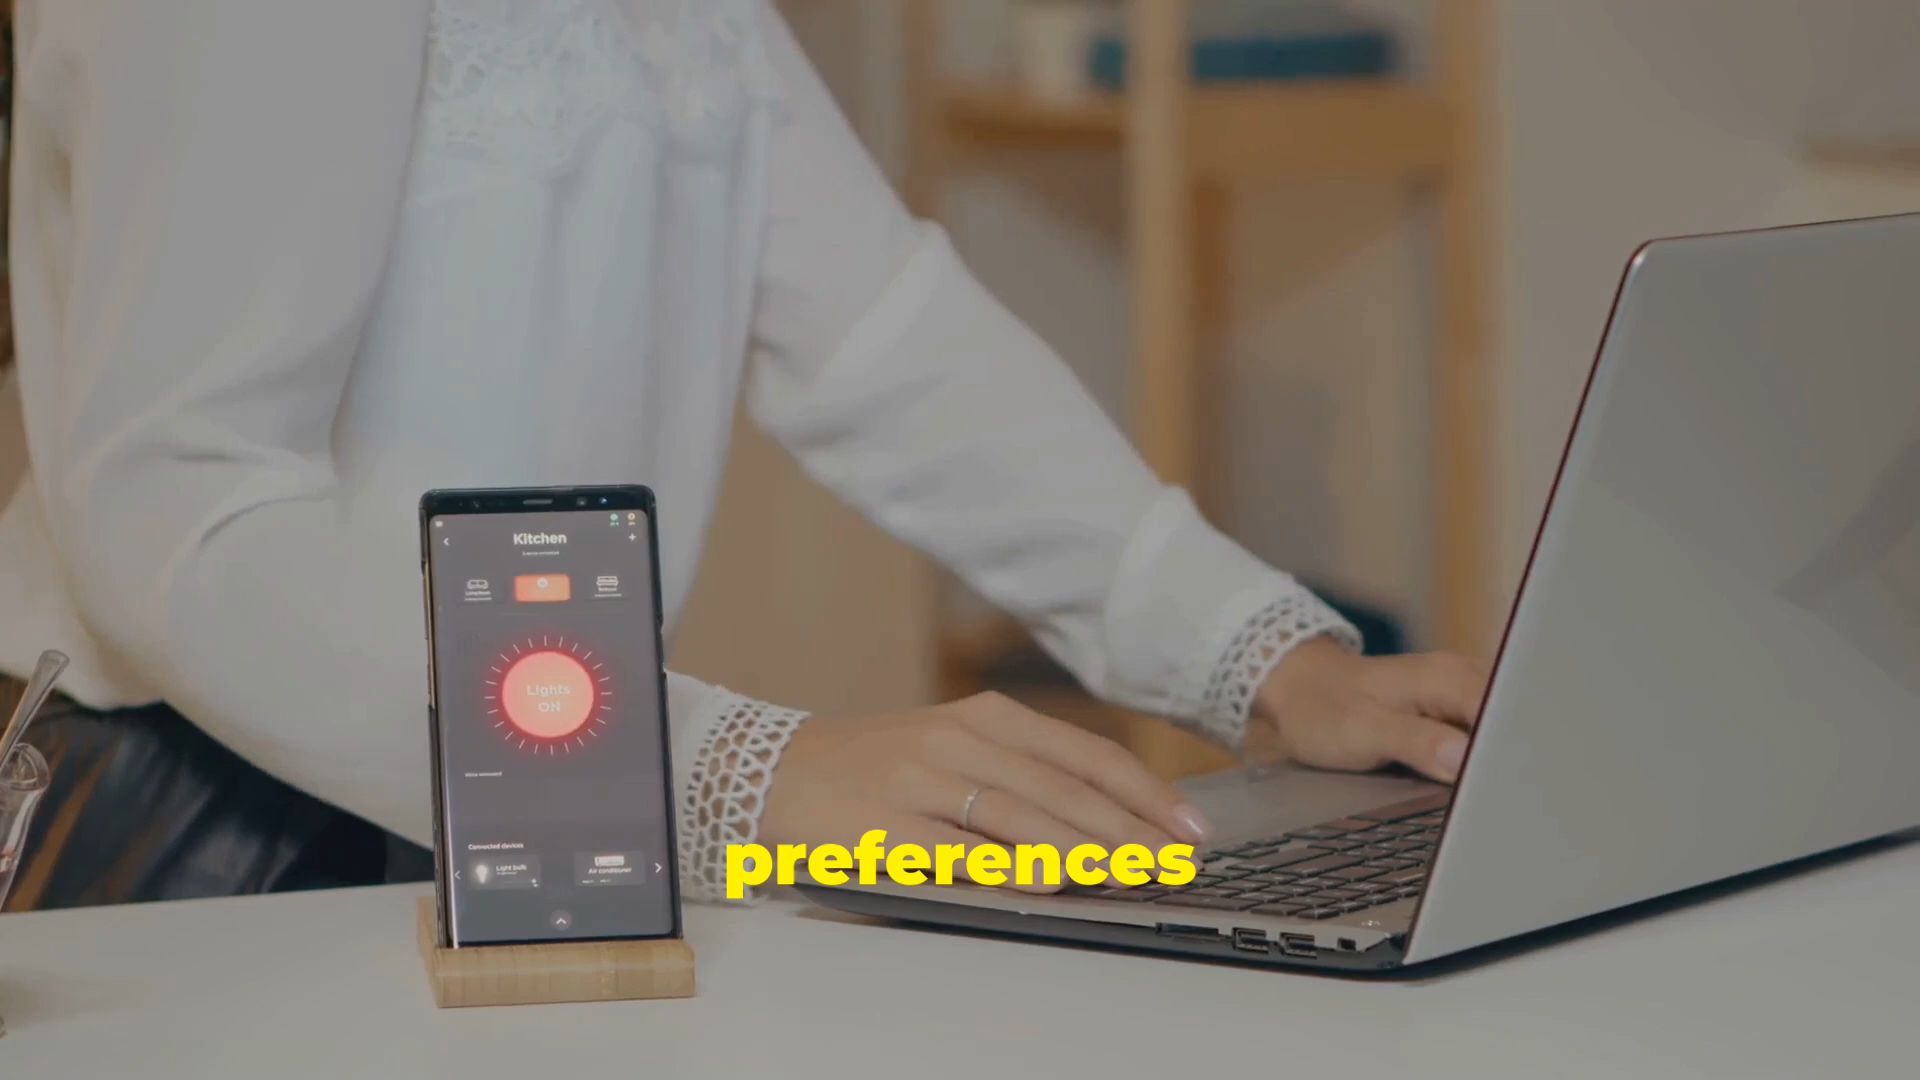 Kitchen
Lights
ON
Connected devices
Light bulb
Air conditioner
preferences